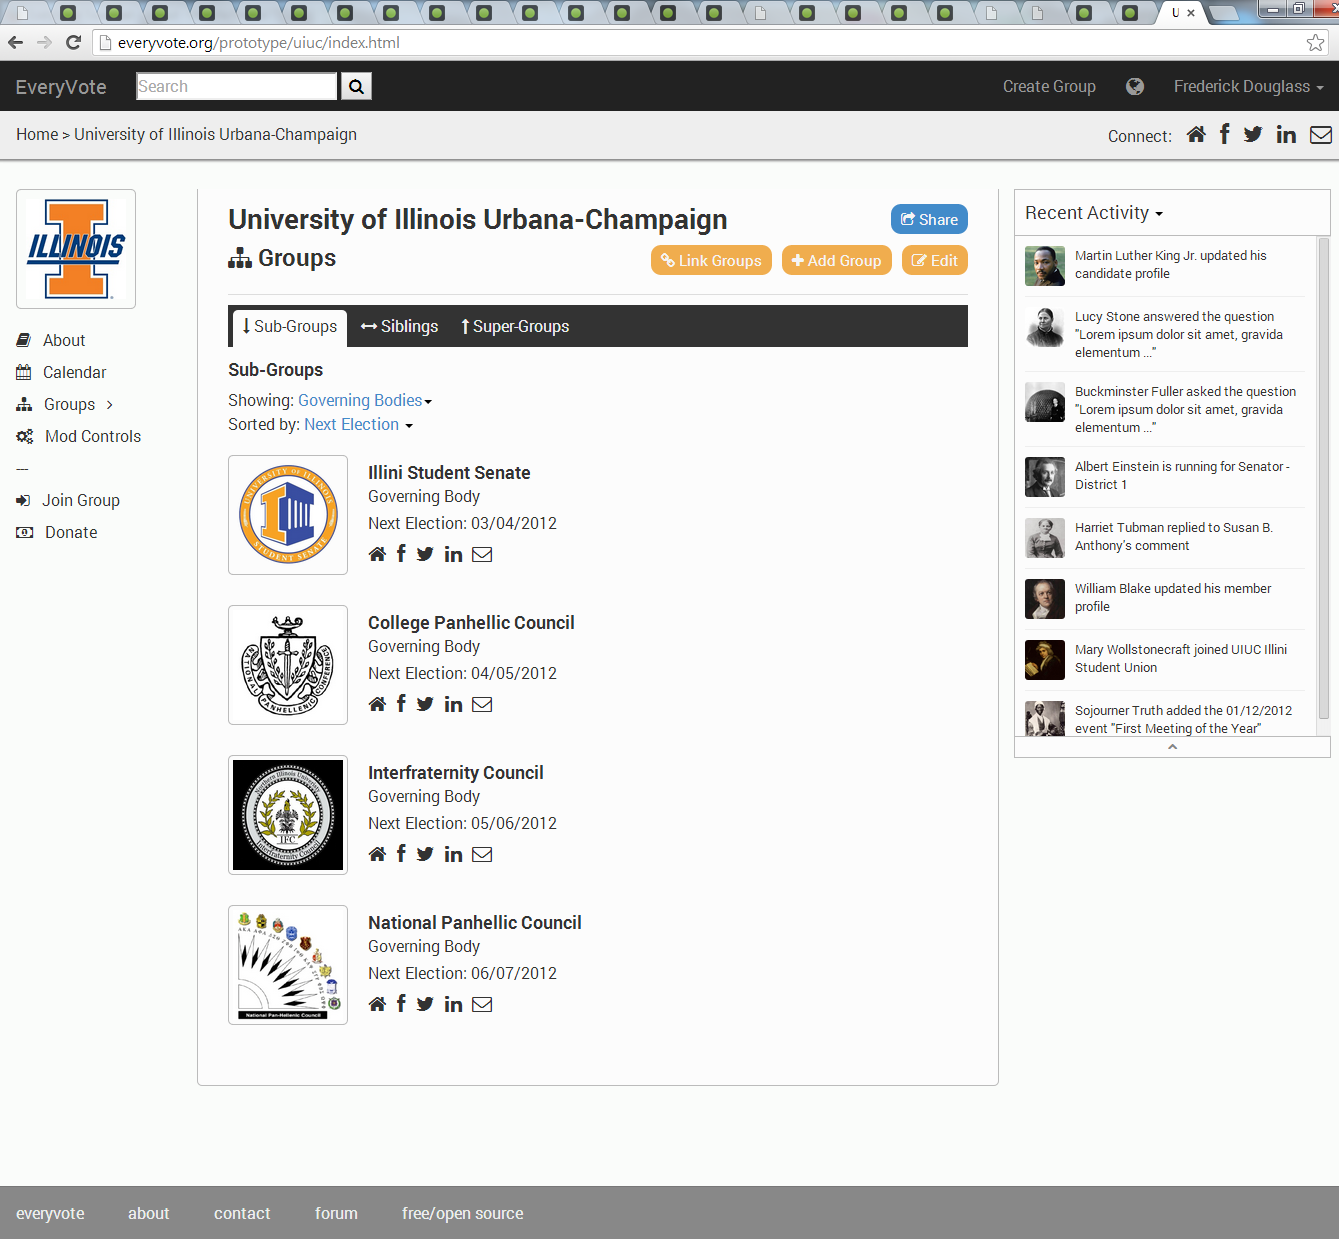 U
everyvote.org/prototype/uiuc/index.html
EveryVote
Search
Create Group
Frederick Douglass
Home > University of Illinois Urbana-Champaign
Connect:
ILLINOIS
About
Calendar
Groups
Mod Controls
---
Join Group
Donate
University of Illinois Urbana-Champaign
Share
Groups
Link Groups
Add Group
Edit
Sub-Groups
Siblings
Super-Groups
Sub-Groups
Showing: Governing Bodies
Sorted by: Next Election
UNIVERSITY OF ILLINOIS
STUDENT SENATE
Illini Student Senate
Governing Body
Next Election: 03/04/2012
NATIONAL PANHELLENIC CONFERENCE
College Panhellic Council
Governing Body
Next Election: 04/05/2012
Northern Illinois University
IFC
Interfraternity Council
Interfraternity Council
Governing Body
Next Election: 05/06/2012
National Pan-Hellenic Council
National Panhellic Council
Governing Body
Next Election: 06/07/2012
Recent Activity
Martin Luther King Jr. updated his
candidate profile
Lucy Stone answered the question
"Lorem ipsum dolor sit amet, gravida
elementum ..."
Buckminster Fuller asked the question
"Lorem ipsum dolor sit amet, gravida
elementum ..."
Albert Einstein is running for Senator -
District 1
Harriet Tubman replied to Susan B.
Anthony's comment
William Blake updated his member
profile
Mary Wollstonecraft joined UIUC Illini
Student Union
Sojourner Truth added the 01/12/2012
event "First Meeting of the Year"
everyvote
about
contact
forum
free/open source